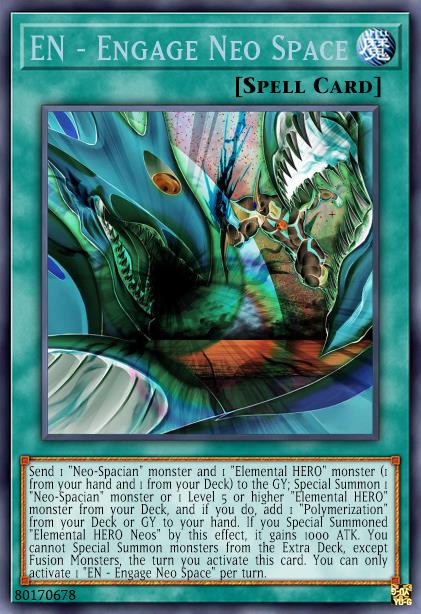 EN - Engage Neo Space
魔
[Spell Card]
Send 1 "Neo-Spacian" monster and 1 "Elemental HERO" monster (1
from your hand and 1 from your Deck) to the GY; Special Summon 1
"Neo-Spacian" monster or 1 Level 5 or higher "Elemental HERO"
monster from your Deck, and if you do, add 1 "Polymerization"
from your Deck or GY to your hand. If you Special Summoned
"Elemental HERO Neos" by this effect, it gains 1000 ATK. You
cannot Special Summon monsters from the Extra Deck, except
Fusion Monsters, the turn you activate this card. You can only
activate 1 "EN - Engage Neo Space" per turn.
80170678